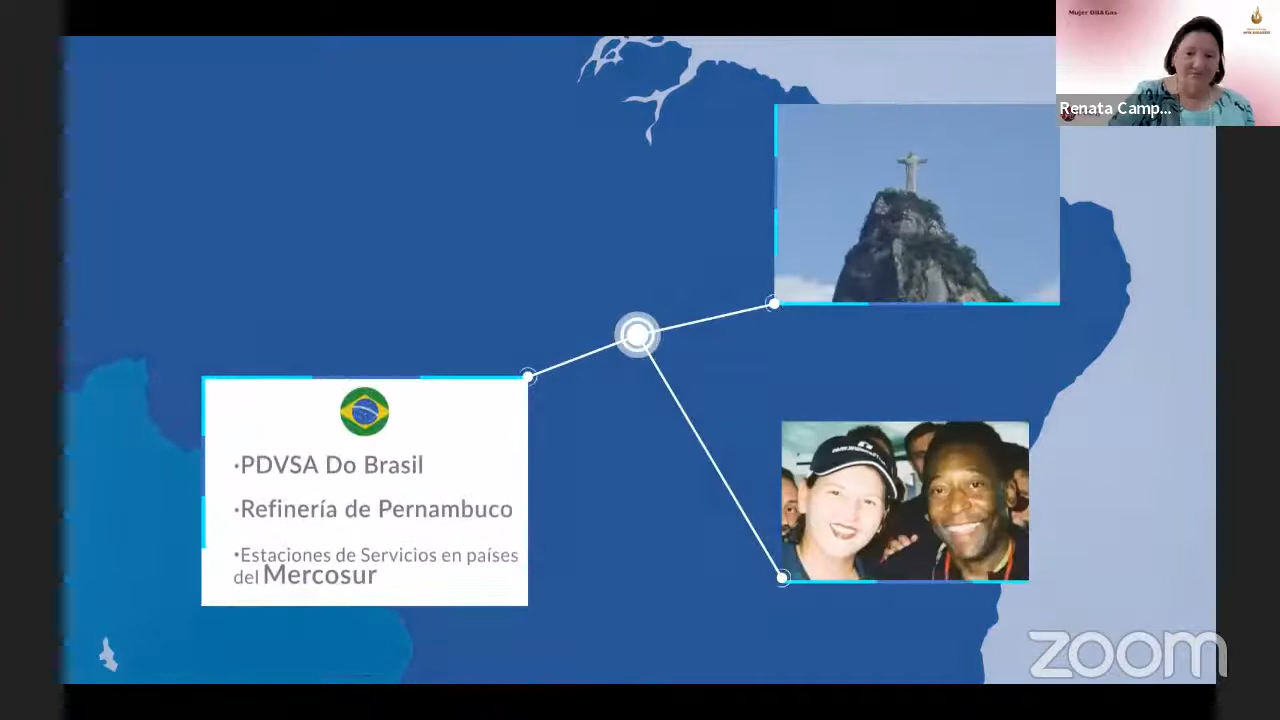 Mujer Oil&Gas
Renata Camp...
·PDVSA Do Brasil
·Refinería de Pernambuco
·Estaciones de Servicios en países
del Mercosur
zoom